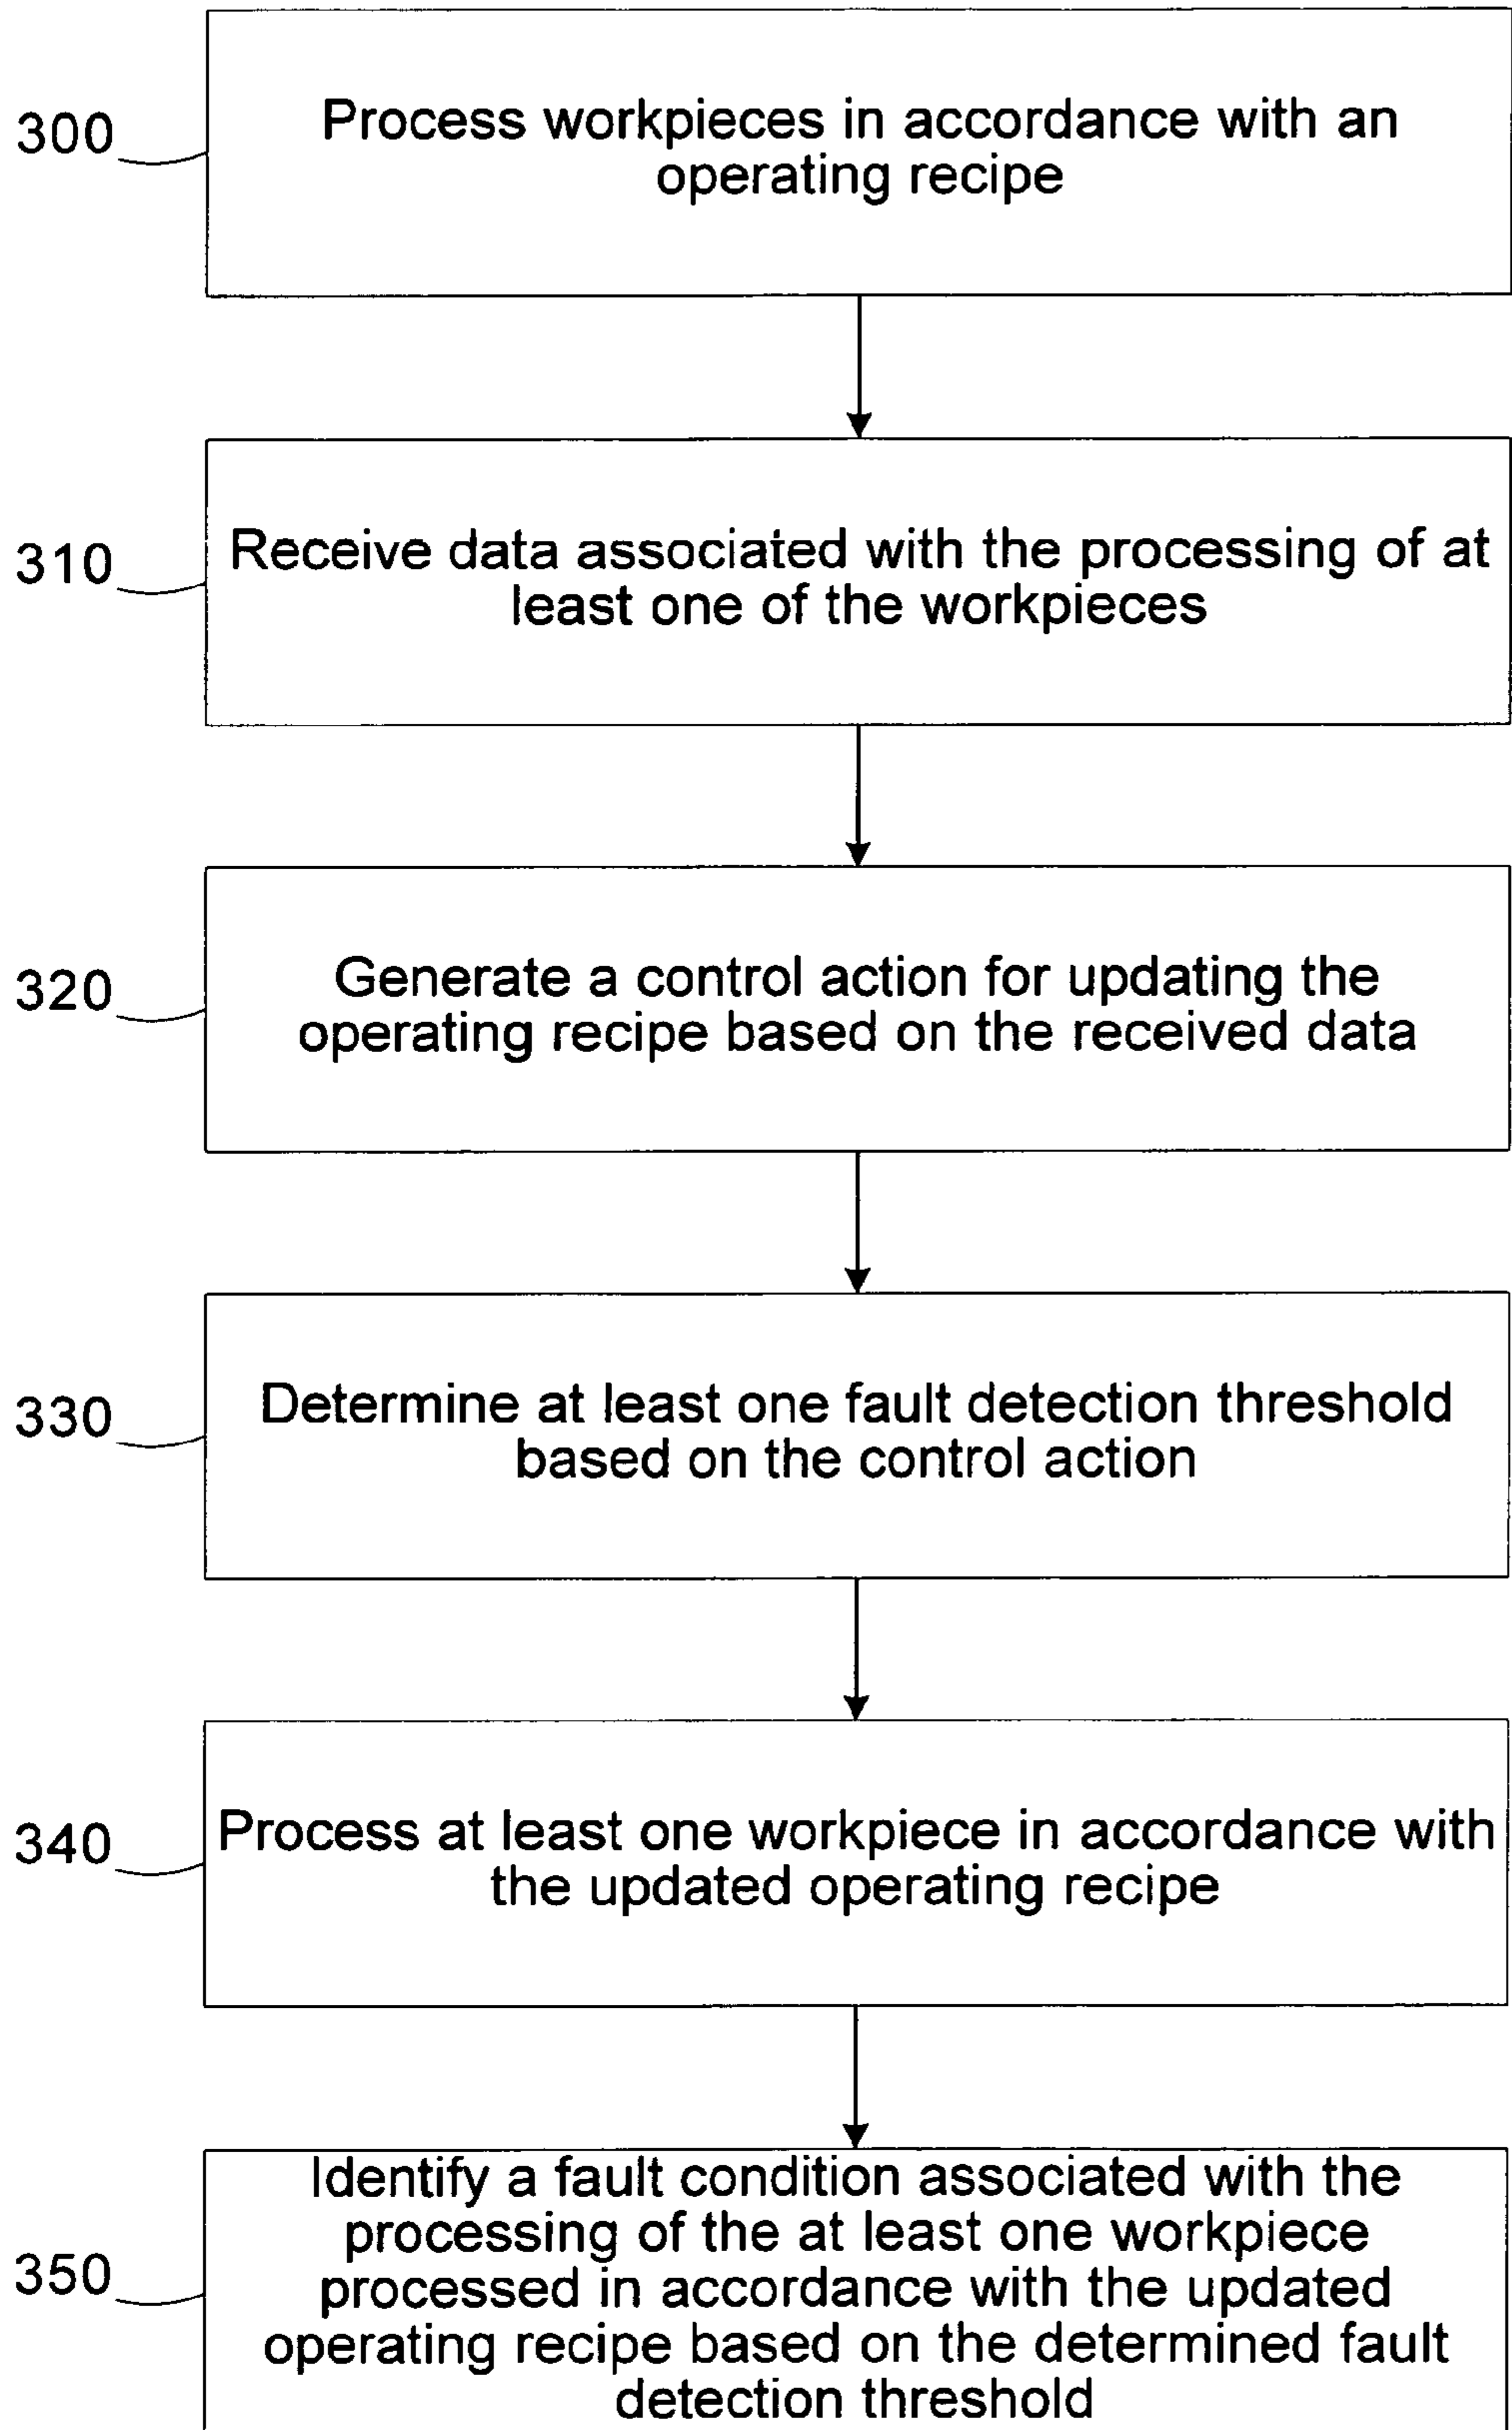 300
Process workpieces in accordance with an
operating recipe
310
Receive data associated with the processing of at
least one of the workpieces
320
Generate a control action for updating the
operating recipe based on the received data
330
Determine at least one fault detection threshold
based on the control action
340
Process at least one workpiece in accordance with
the updated operating recipe
350
Identify a fault condition associated with the
processing of the at least one workpiece
processed in accordance with the updated
operating recipe based on the determined fault
detection threshold